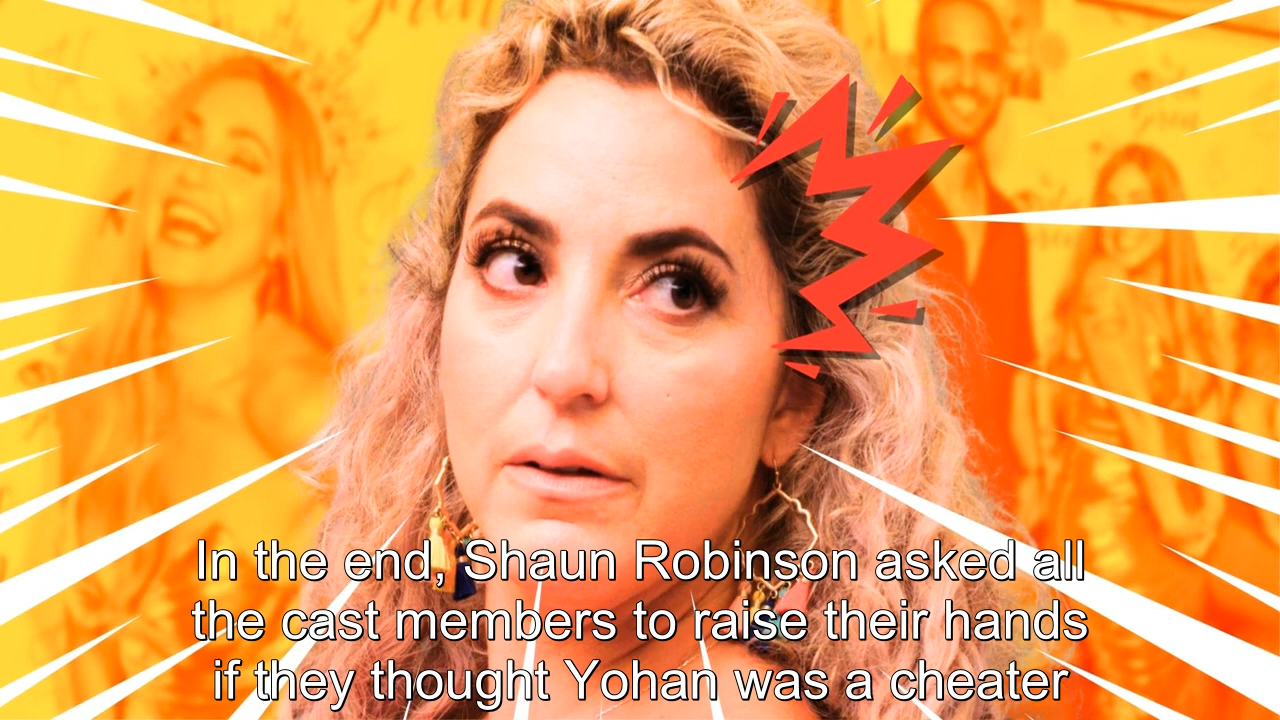 In the end, Shaun Robinson asked all
the cast members to raise their hands
if they thought Yohan was a cheater